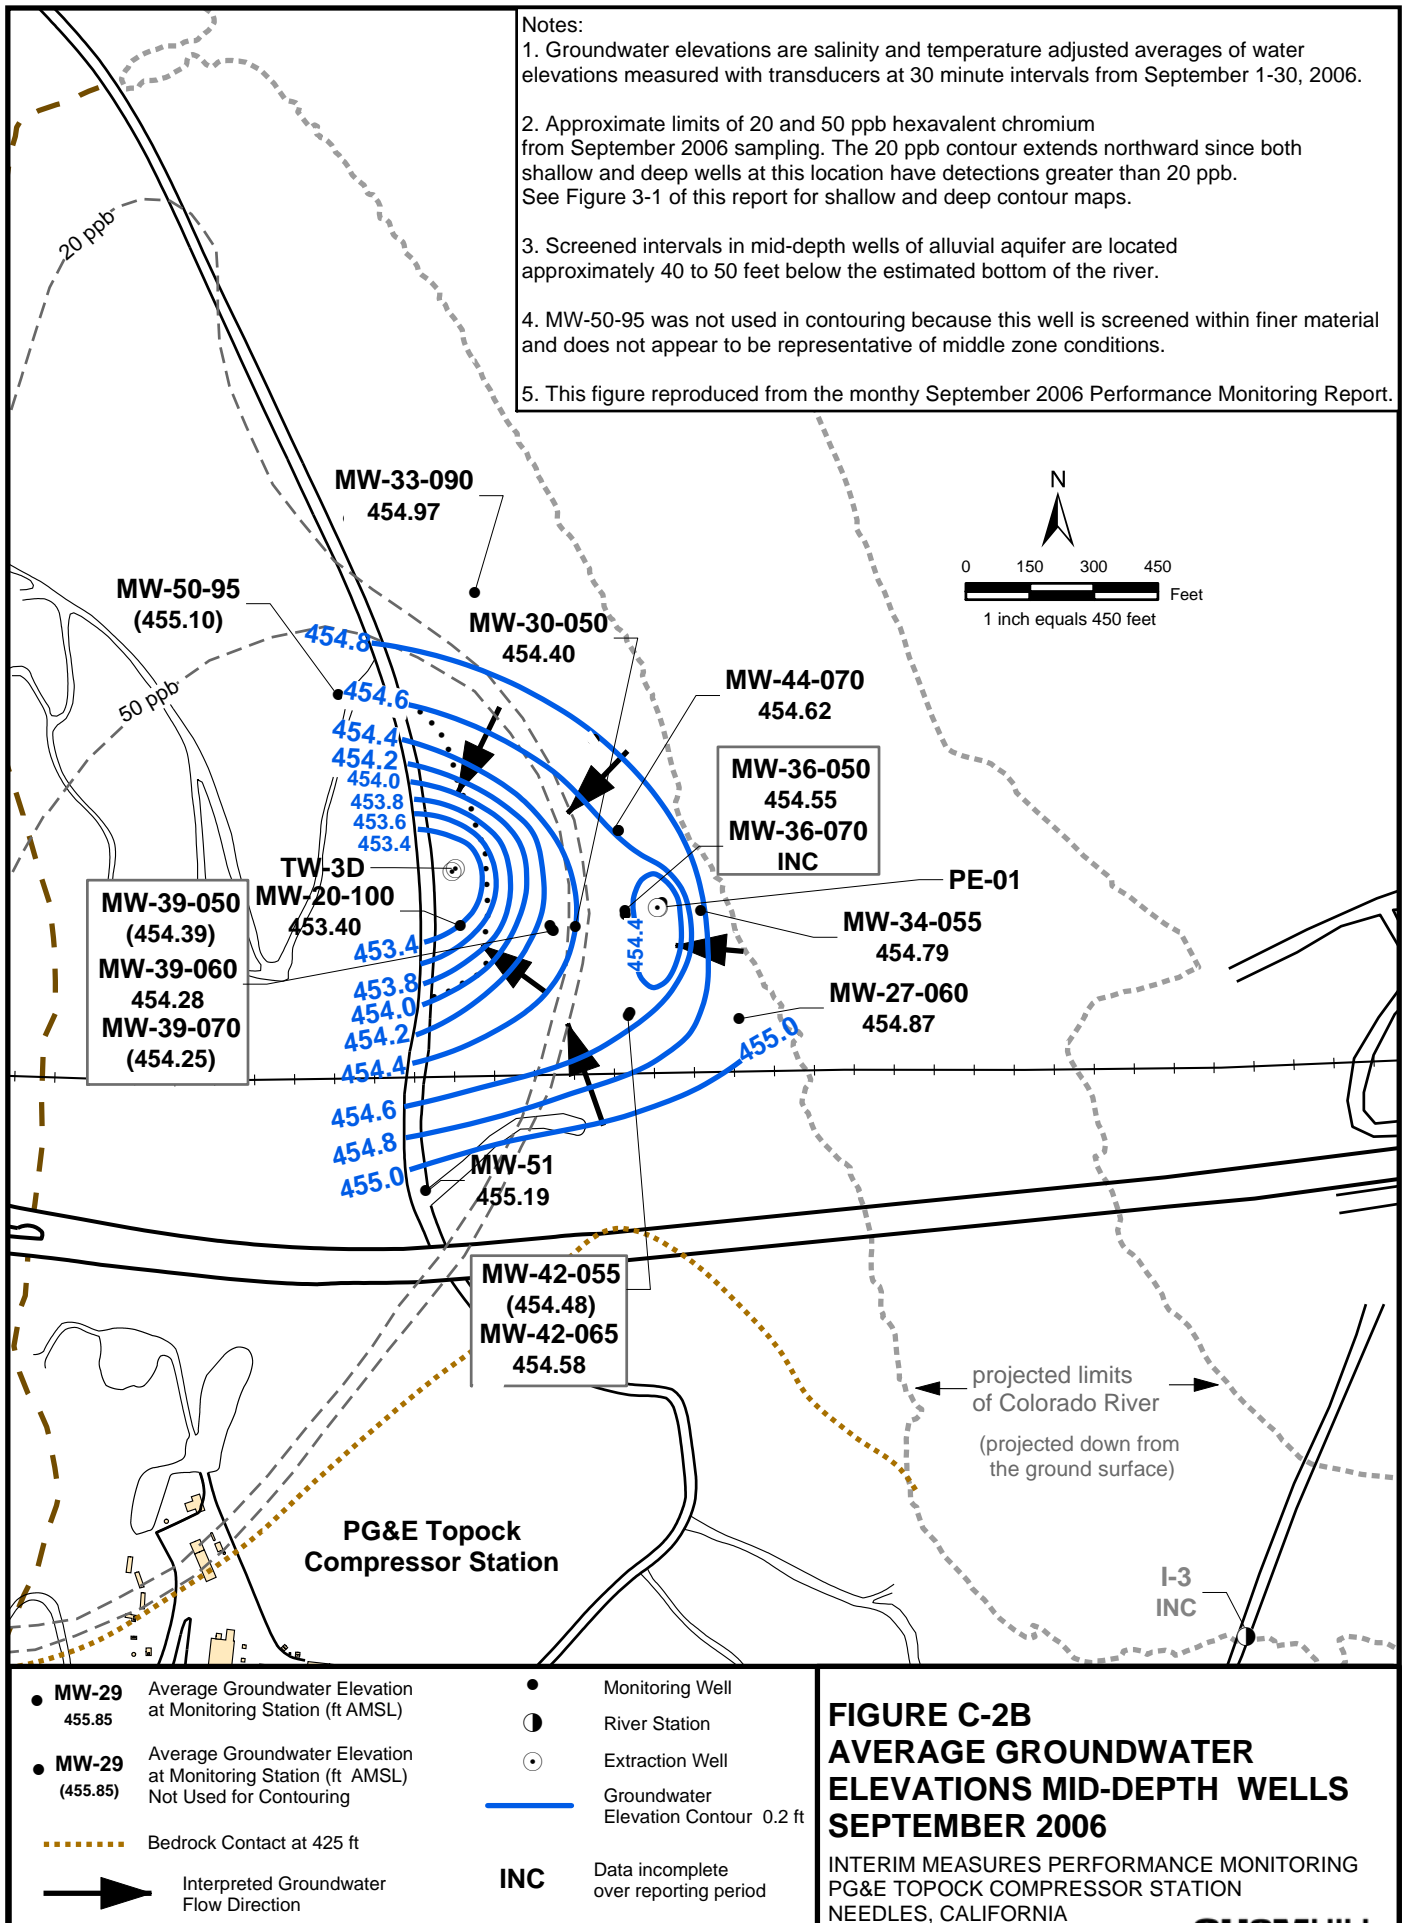 Notes:
1. Groundwater elevations are salinity and temperature adjusted averages of water
elevations measured with transducers at 30 minute intervals from September 1-30, 2006.
2. Approximate limits of 20 and 50 ppb hexavalent chromium
from September 2006 sampling. The 20 ppb contour extends northward since both
shallow and deep wells at this location have detections greater than 20 ppb.
See Figure 3-1 of this report for shallow and deep contour maps.
3. Screened intervals in mid-depth wells of alluvial aquifer are located
approximately 40 to 50 feet below the estimated bottom of the river.
4. MW-50-95 was not used in contouring because this well is screened within finer material
and does not appear to be representative of middle zone conditions.
5. This figure reproduced from the monthy September 2006 Performance Monitoring Report.
20 ppb
MW-33-090
454.97
N
0 150 300 450
Feet
1 inch equals 450 feet
MW-50-95
(455.10)
MW-30-050
454.40
454.8
50 ppb
454.6
MW-44-070
454.62
454.4
454.2
454.0
453.8
453.6
453.4
MW-36-050
454.55
MW-36-070
INC
TW-3D
MW-20-100
453.40
PE-01
MW-39-050
(454.39)
MW-39-060
454.28
MW-39-070
(454.25)
MW-34-055
454.79
454.4
453.4
453.8
454.0
454.2
454.4
MW-27-060
454.87
455.0
454.6
454.8
455.0
MW-51
455.19
MW-42-055
(454.48)
MW-42-065
454.58
projected limits
of Colorado River
(projected down from
the ground surface)
PG&E Topock
Compressor Station
I-3
INC
MW-29
455.85
Average Groundwater Elevation
at Monitoring Station (ft AMSL)
MW-29
(455.85)
Average Groundwater Elevation
at Monitoring Station (ft AMSL)
Not Used for Contouring
Bedrock Contact at 425 ft
Interpreted Groundwater
Flow Direction
Monitoring Well
River Station
Extraction Well
Groundwater
Elevation Contour 0.2 ft
INC
Data incomplete
over reporting period
FIGURE C-2B
AVERAGE GROUNDWATER
ELEVATIONS MID-DEPTH WELLS
SEPTEMBER 2006
INTERIM MEASURES PERFORMANCE MONITORING
PG&E TOPOCK COMPRESSOR STATION
NEEDLES, CALIFORNIA